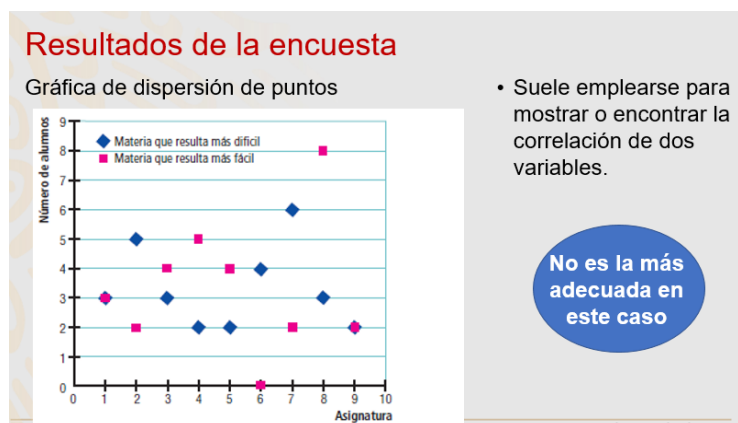 Resultados de la encuesta
Gráfica de dispersión de puntos
Número de alumnos
9
8
7
6
5
4
3
2
1
0
Materia que resulta más difícil
Materia que resulta más fácil
0 1 2 3 4 5 6 7 8 9 10
Asignatura
• Suele emplearse para
mostrar o encontrar la
correlación de dos
variables.
No es la más
adecuada en
este caso